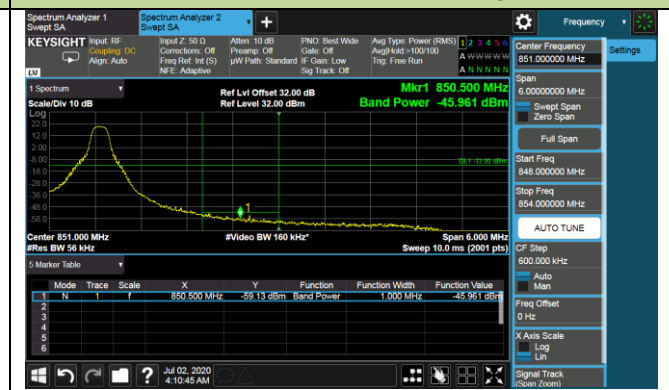 Spectrum Analyzer 1
Swept SA
Spectrum Analyzer 2
Swept SA
Frequency
KEYSIGHT
Input: RF
Coupling: DC
Align: Auto
Input Z: 50 Ω
Corrections: Off
Freq Ref: Int (S)
NFE: Adaptive
Atten: 10 dB
Preamp: Off
µW Path: Standard
PNO: Best Wide
Gate: Off
IF Gain: Low
Sig Track: Off
Avg Type: Power (RMS)
Avg|Hold:>100/100
Trig: Free Run
1 2 3 4 5 6
A W W W W W
A N N N N N
LV
1 Spectrum
Scale/Div 10 dB
Ref Lvl Offset 32.00 dB
Ref Level 32.00 dBm
Mkr1 850.500 MHz
Band Power -45.961 dBm
Log
22.0
12.0
2.00
-8.00
-18.0
-28.0
-38.0
-48.0
-58.0
DL1 -13.00 dBm
1
Center 851.000 MHz
#Res BW 56 kHz
#Video BW 160 kHz*
Span 6.000 MHz
Sweep 10.0 ms (2001 pts)
5 Marker Table
Mode Trace Scale X Y Function Function Width Function Value
1 N 1 f 850.500 MHz -59.13 dBm Band Power 1.000 MHz -45.961 dBm
2
3
4
5
6
Jul 02, 2020
4:10:45 AM
Settings
Center Frequency
851.000000 MHz
Span
6.00000000 MHz
Swept Span
Zero Span
Full Span
Start Freq
848.000000 MHz
Stop Freq
854.000000 MHz
AUTO TUNE
CF Step
600.000 kHz
Auto
Man
Freq Offset
0 Hz
X Axis Scale
Log
Lin
Signal Track
(Span Zoom)